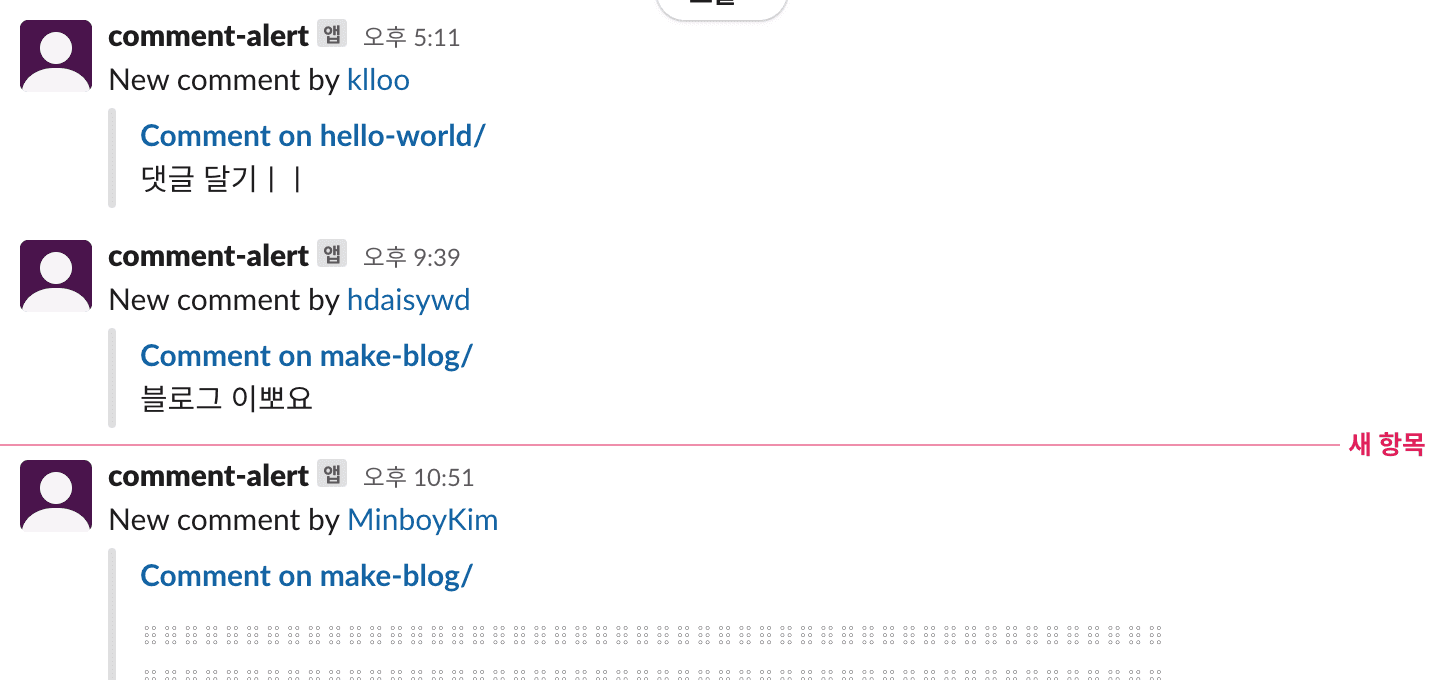 comment-alert 앱 오후 5:11
New comment by klloo
Comment on hello-world/
댓글 달기ㅣㅣ
comment-alert 앱 오후 9:39
New comment by hdaisywd
Comment on make-blog/
블로그 이뽀요
새 항목
comment-alert 앱 오후 10:51
New comment by MinboyKim
Comment on make-blog/